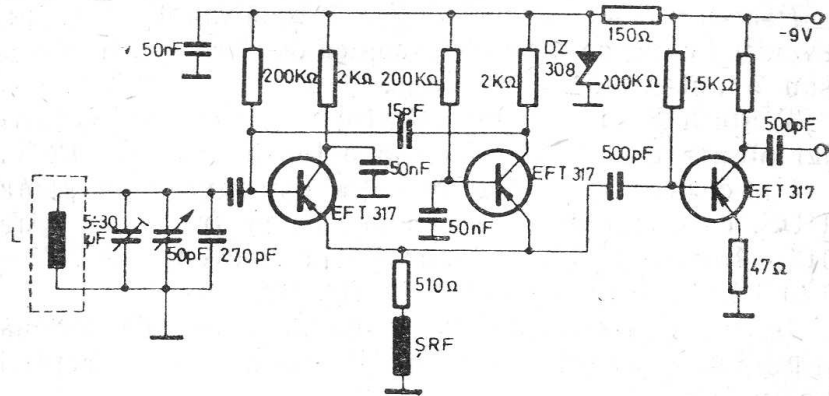 50nF
200KΩ
2KΩ
200KΩ
2KΩ
DZ
308
150Ω
-9V
200KΩ
1,5KΩ
500pF
15pF
50nF
EFT 317
EFT 317
500pF
EFT 317
L
5÷30
µF
50pF
270pF
50nF
510Ω
47Ω
ȘRF